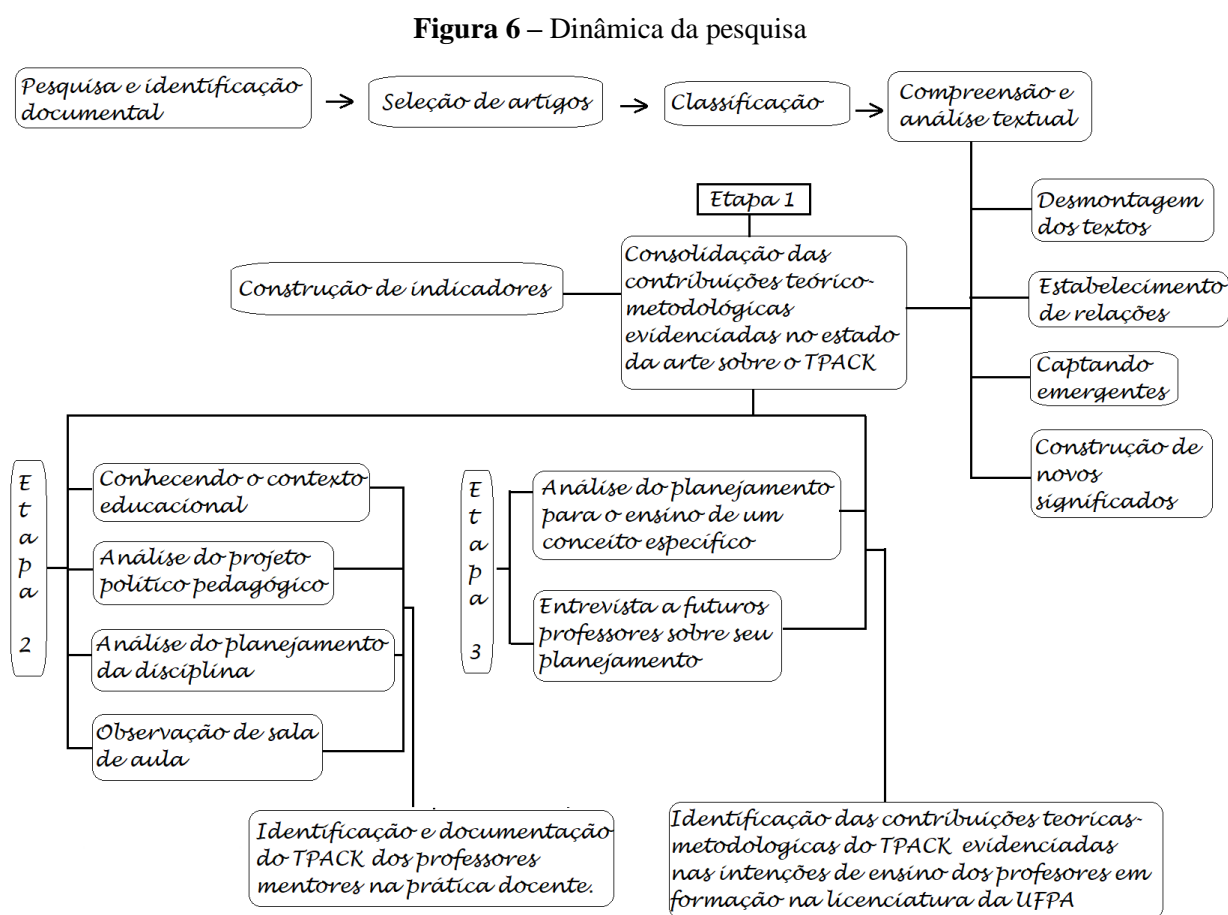 Figura 6 – Dinâmica da pesquisa
Pesquisa e identificação
documental
Seleção de artigos
Classificação
Compreensão e
análise textual
Desmontagem
dos textos
Estabelecimento
de relações
Captando
emergentes
Construção de
novos
significados
Etapa 1
Consolidação das
contribuições teórico-
metodológicas
evidenciadas no estado
da arte sobre o TPACK
Construção de indicadores
E
t
a
p
a
2
Conhecendo o contexto
educacional
Análise do projeto
político pedagógico
Análise do planejamento
da disciplina
Observação de sala
de aula
Identificação e documentação
do TPACK dos professores
mentores na prática docente.
E
t
a
p
a
3
Análise do planejamento
para o ensino de um
conceito específico
Entrevista a futuros
professores sobre seu
planejamento
Identificação das contribuições teoricas-
metodologicas do TPACK evidenciadas
nas intenções de ensino dos profesores em
formação na licenciatura da UFPA